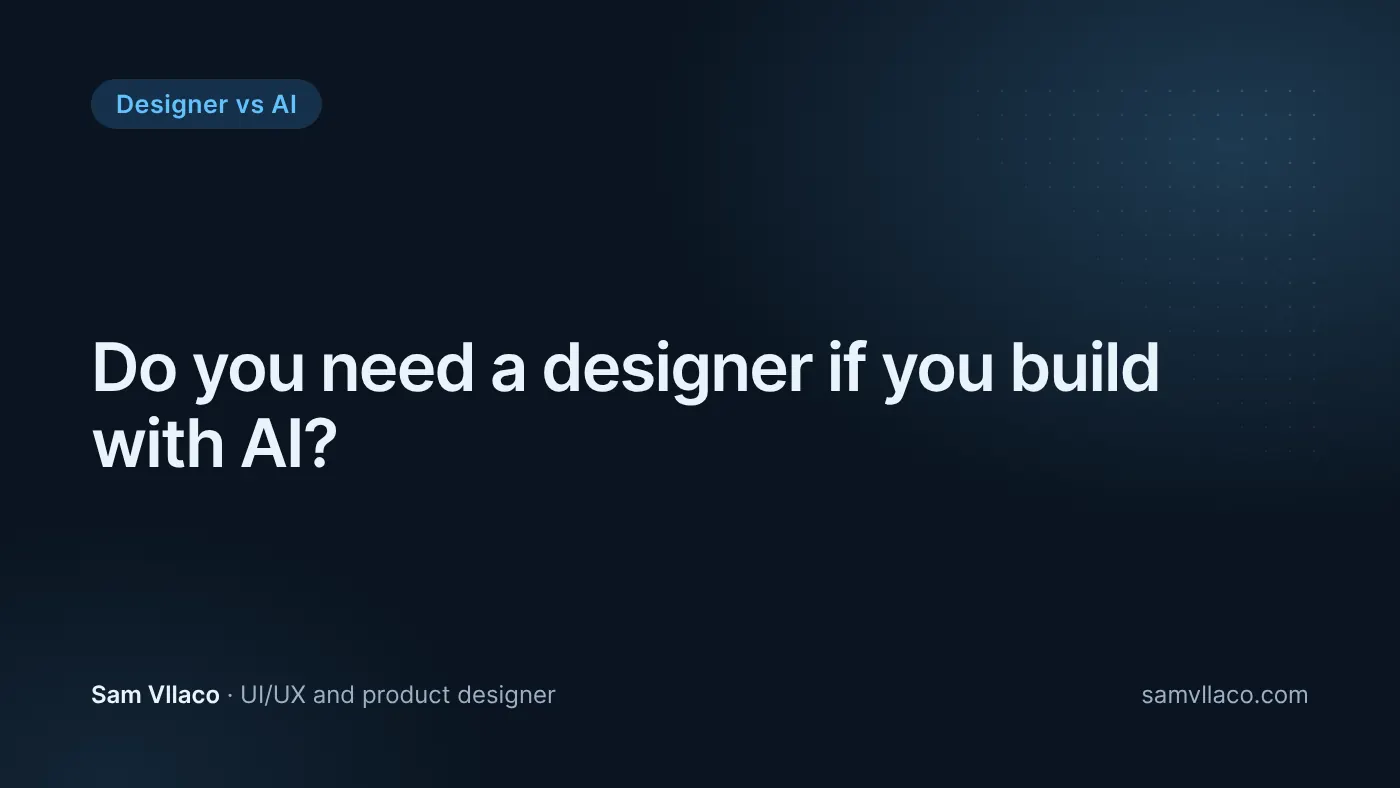 Designer vs AI
Do you need a designer if you build
with AI?
Sam Vllaco · UI/UX and product designer
samvllaco.com